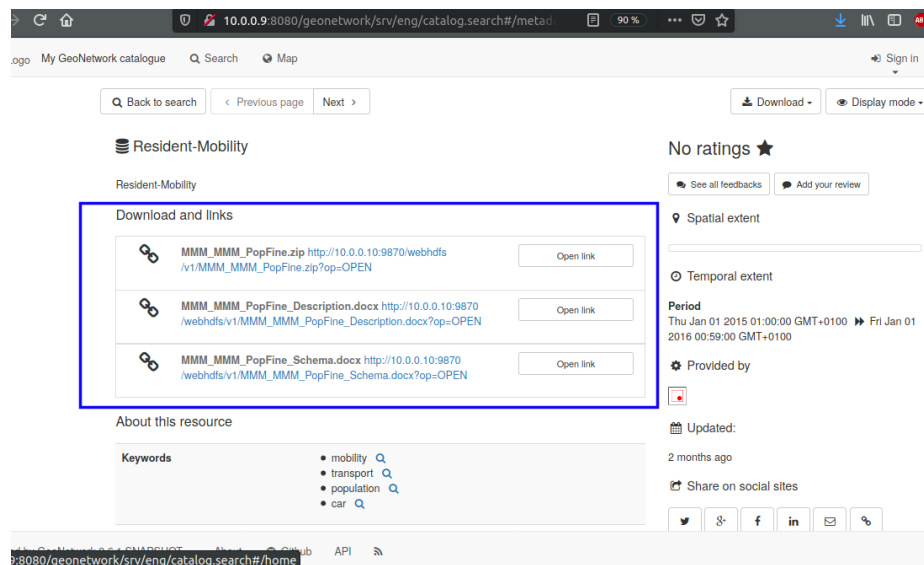 10.0.0.9:8080/geonetwork/srv/eng/catalog.search#/metad
90 %
ogo My GeoNetwork catalogue Search Map Sign in
Back to search Previous page Next Download Display mode
Resident-Mobility
Resident-Mobility
Download and links
MMM_MMM_PopFine.zip http://10.0.0.10:9870/webhdfs
/v1/MMM_MMM_PopFine.zip?op=OPEN
Open link
MMM_MMM_PopFine_Description.docx http://10.0.0.10:9870
/webhdfs/v1/MMM_MMM_PopFine_Description.docx?op=OPEN
Open link
MMM_MMM_PopFine_Schema.docx http://10.0.0.10:9870
/webhdfs/v1/MMM_MMM_PopFine_Schema.docx?op=OPEN
Open link
About this resource
Keywords
mobility
transport
population
car
No ratings
See all feedbacks Add your review
Spatial extent
Temporal extent
Period
Thu Jan 01 2015 01:00:00 GMT+0100 Fri Jan 01
2016 00:59:00 GMT+0100
Provided by
Updated:
2 months ago
Share on social sites
API
9:8080/geonetwork/srv/eng/catalog.search#/home